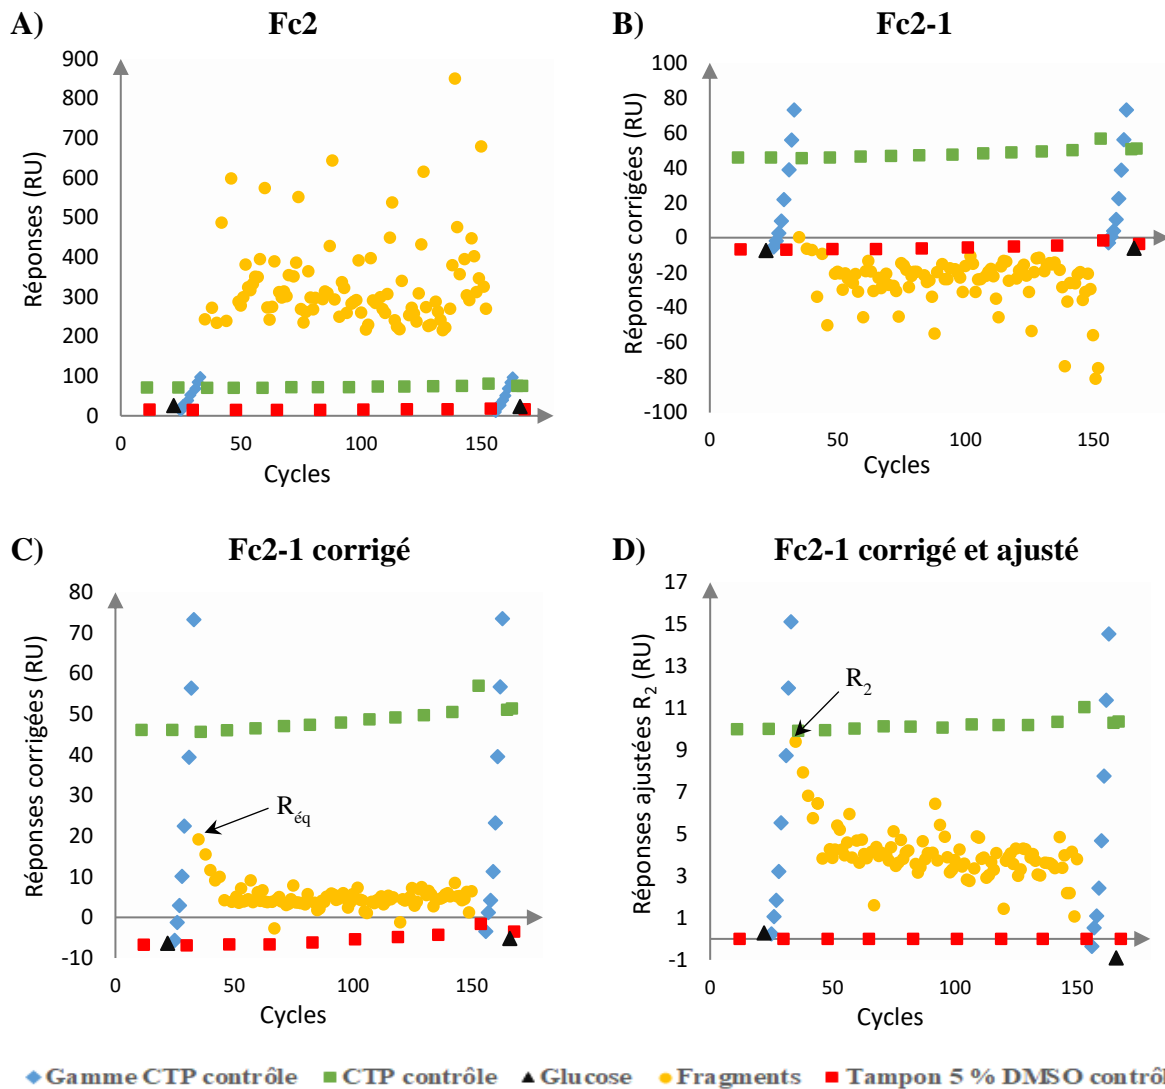 A) Fc2
900
800
700
600
500
400
300
200
100
0
Réponses (RU)
0 50 100 150
Cycles
B) Fc2-1
100
80
60
40
20
0
-20
-40
-60
-80
-100
Réponses corrigées (RU)
0 50 100 150
Cycles
C) Fc2-1 corrigé
80
70
60
50
40
30
20
10
0
-10
Réponses corrigées (RU)
Réq
0 50 100 150
Cycles
D) Fc2-1 corrigé et ajusté
17
15
13
11
9
7
5
3
1
-1
Réponses ajustées R2 (RU)
R2
0 50 100 150
Cycles
Gamme CTP contrôle CTP contrôle Glucose Fragments Tampon 5 % DMSO contrôl